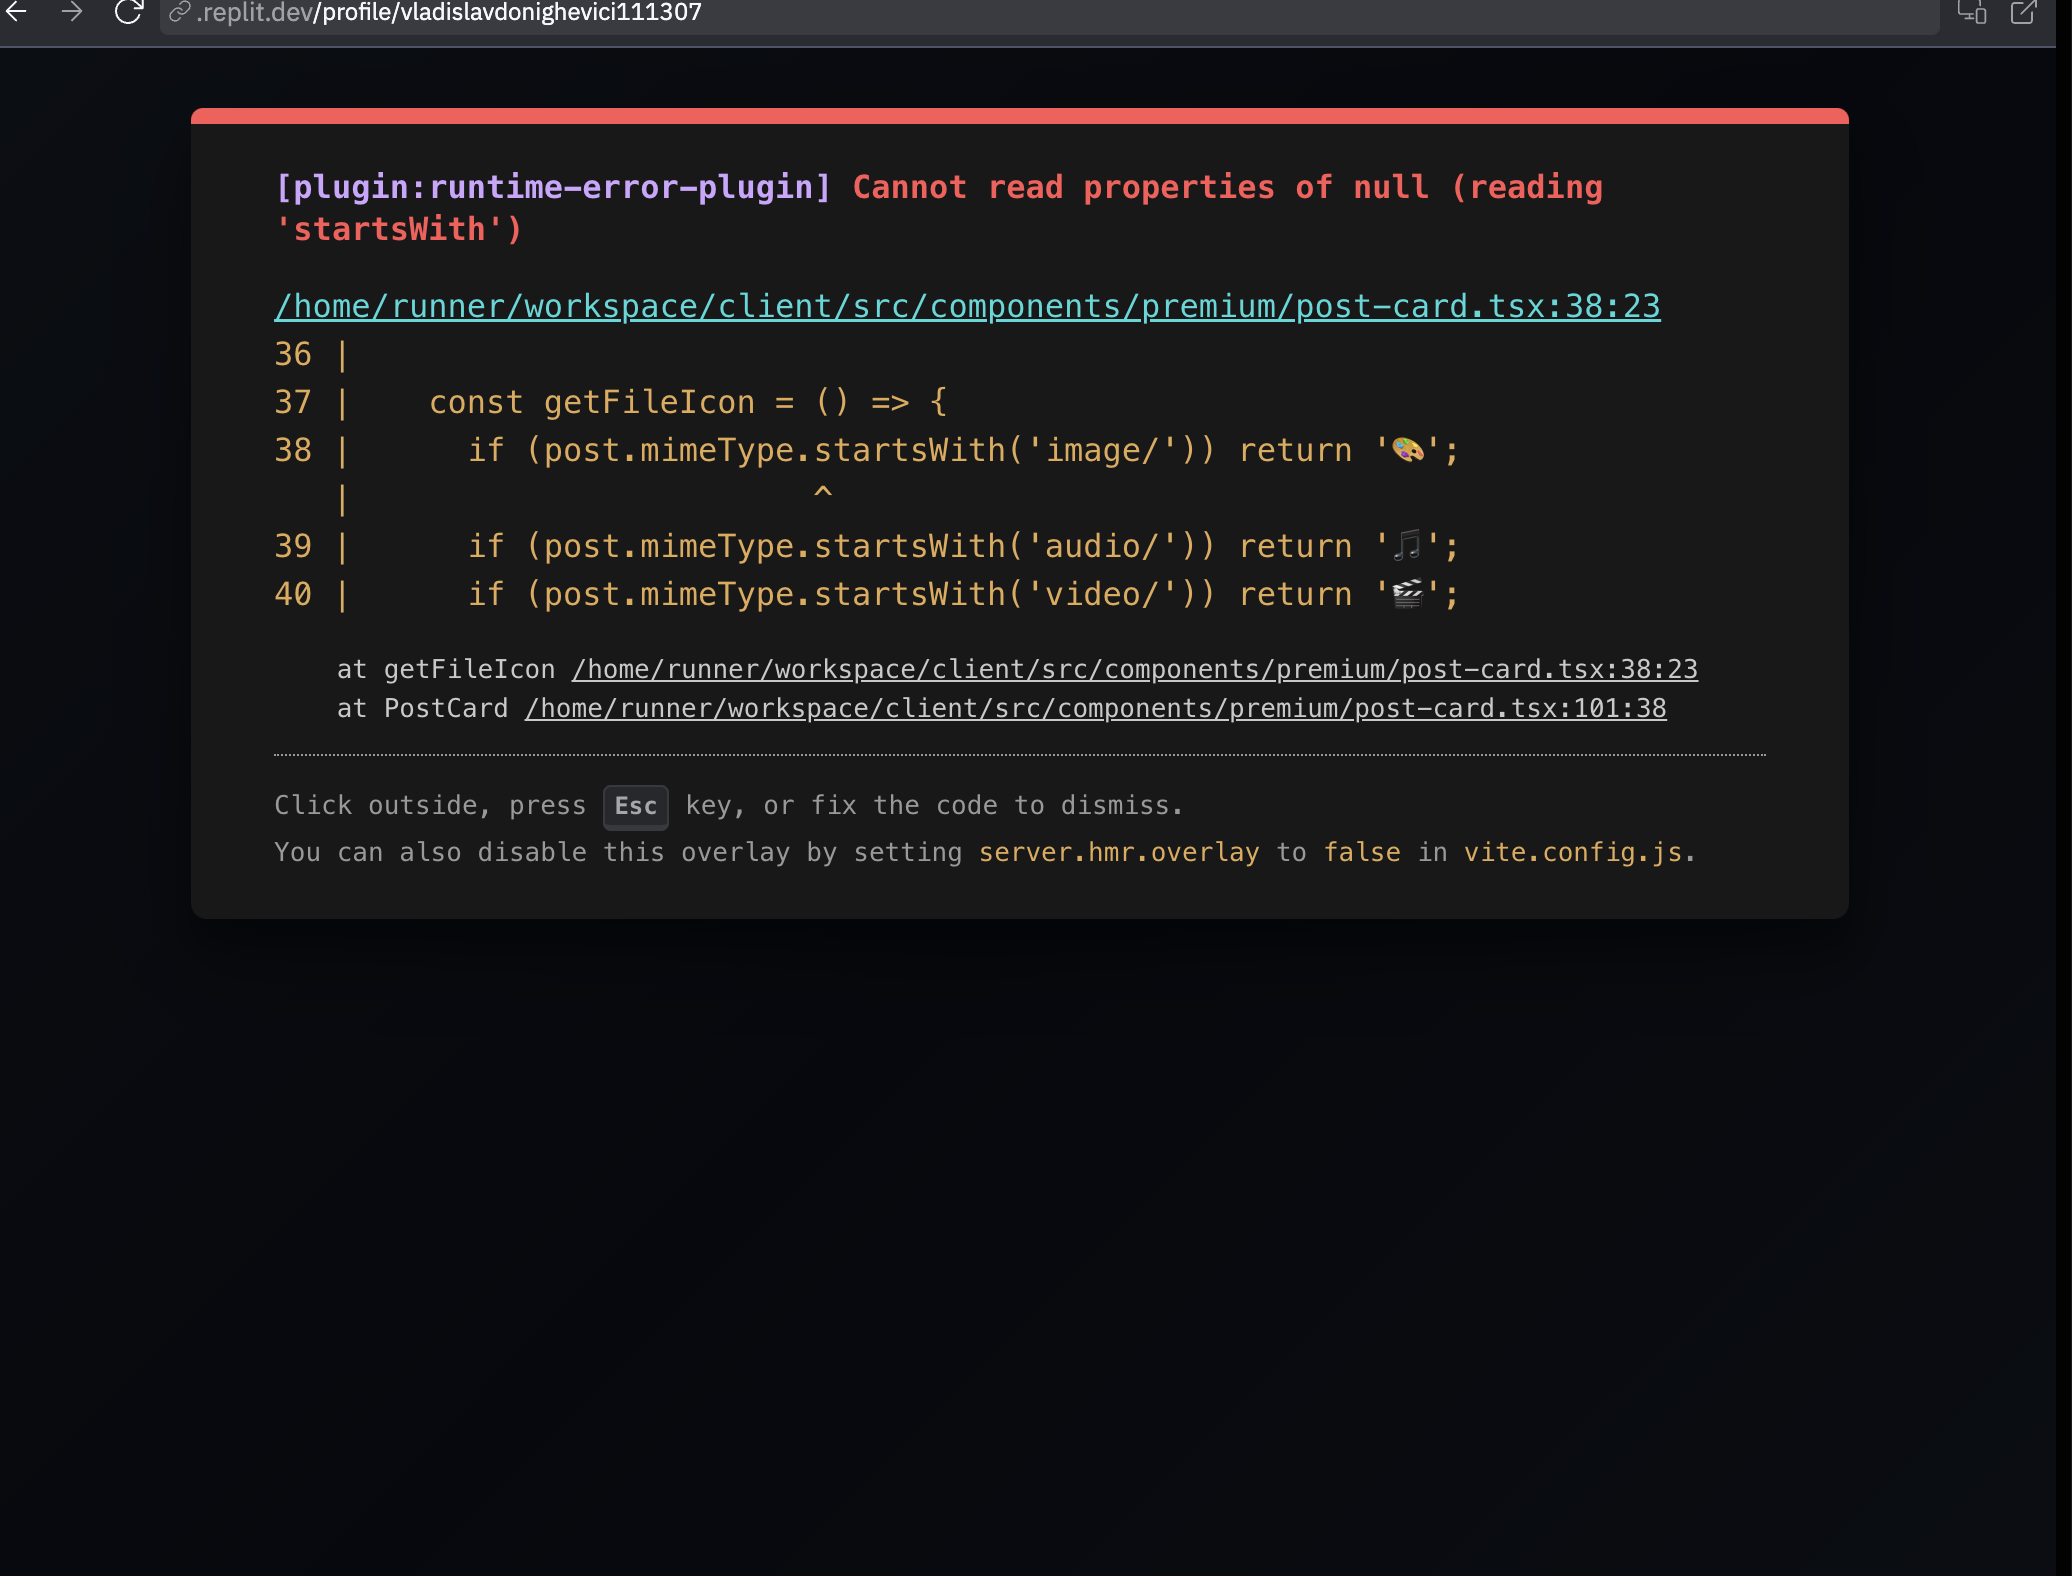 .replit.dev/profile/vladislavdonighevici111307
[plugin:runtime-error-plugin] Cannot read properties of null (reading
'startsWith')
/home/runner/workspace/client/src/components/premium/post-card.tsx:38:23
36 |
37 |    const getFileIcon = () => {
38 |      if (post.mimeType.startsWith('image/')) return '🎨';
   |                        ^
39 |      if (post.mimeType.startsWith('audio/')) return '🎵';
40 |      if (post.mimeType.startsWith('video/')) return '🎬';
at getFileIcon /home/runner/workspace/client/src/components/premium/post-card.tsx:38:23
at PostCard /home/runner/workspace/client/src/components/premium/post-card.tsx:101:38
Click outside, press Esc key, or fix the code to dismiss.
You can also disable this overlay by setting server.hmr.overlay to false in vite.config.js.